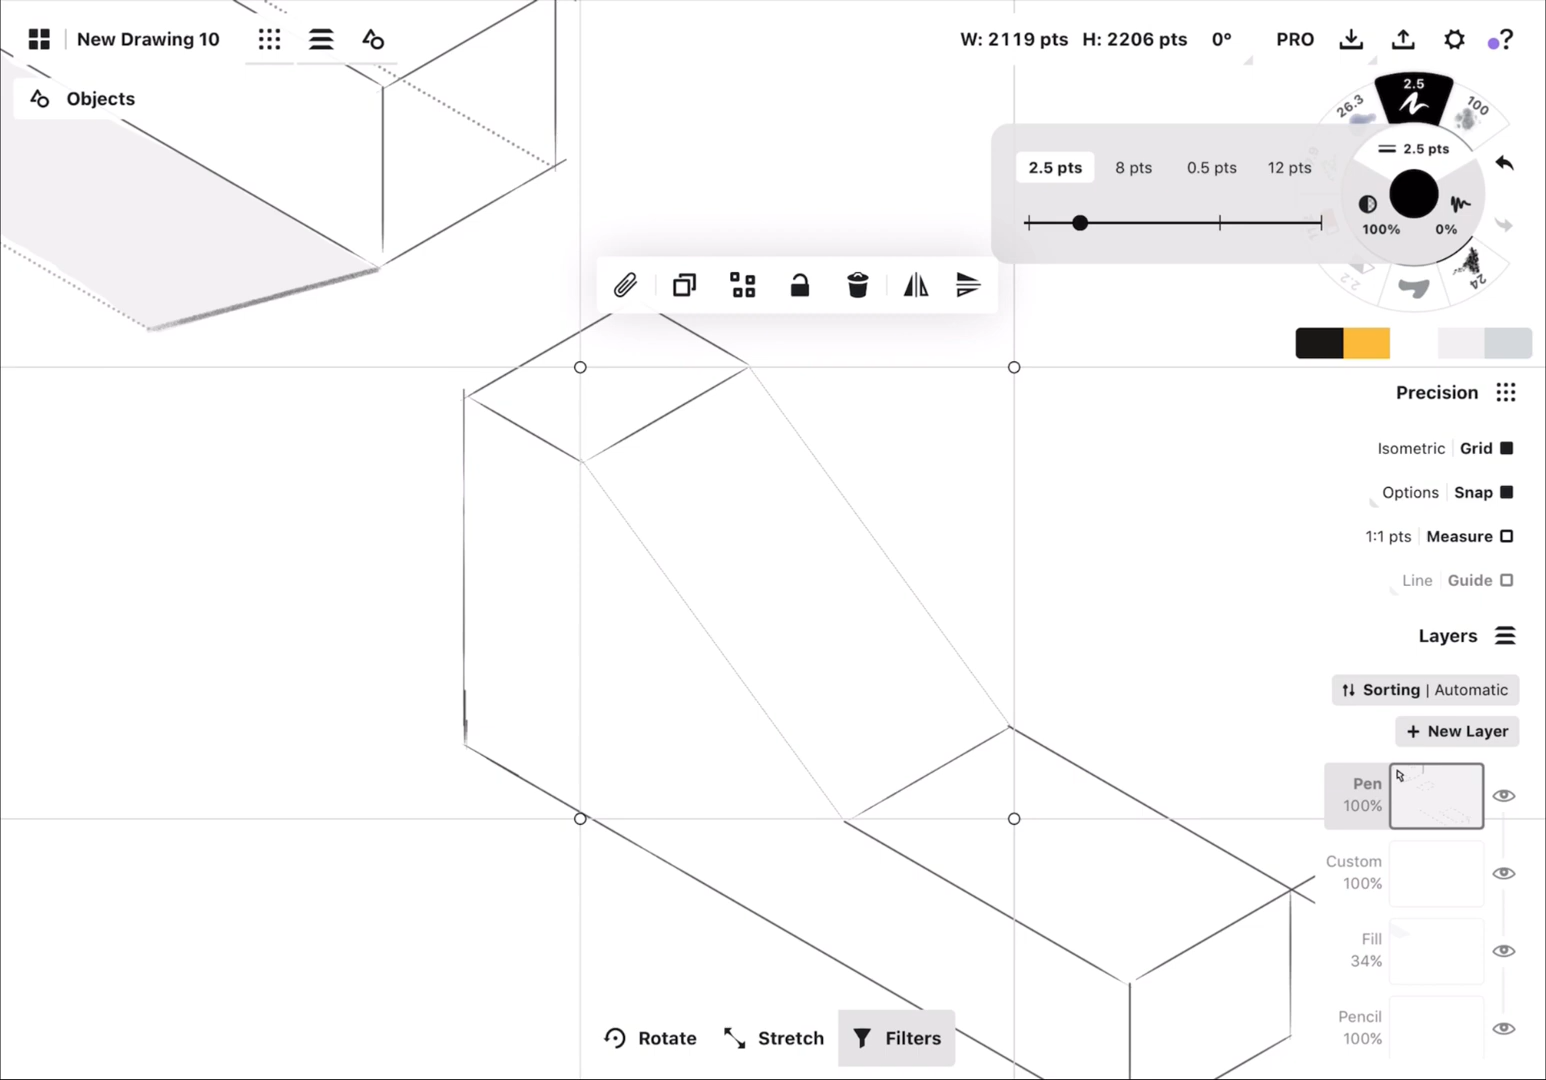 New Drawing 10
W: 2119 pts H: 2206 pts 0° PRO ?
Objects
2.5
26.3
100
2.5 pts
2.5 pts 8 pts 0.5 pts 12 pts
100% 0%
2.2
24
Precision
Isometric Grid
Options Snap
1:1 pts Measure
Line Guide
Layers
Sorting | Automatic
+ New Layer
Pen
100%
Custom
100%
Fill
34%
Pencil
100%
Rotate Stretch Filters